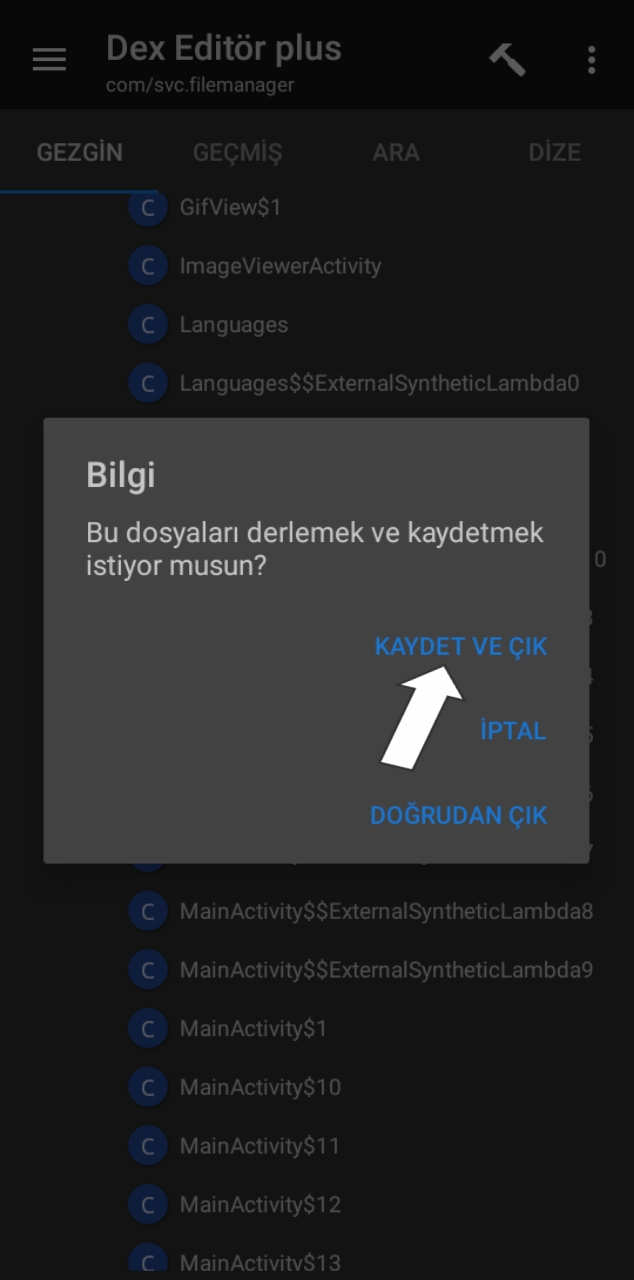 Dex Editör plus
com/svc.filemanager
GEZGİN
GEÇMİŞ
ARA
DİZE
C GifView$1
C ImageViewerActivity
C Languages
C Languages$$ExternalSyntheticLambda0
Bilgi
Bu dosyaları derlemek ve kaydetmek
istiyor musun?
0
KAYDET VE ÇIK
İPTAL
DOĞRUDAN ÇIK
C MainActivity$$ExternalSyntheticLambda8
C MainActivity$$ExternalSyntheticLambda9
C MainActivity$1
C MainActivity$10
C MainActivity$11
C MainActivity$12
C MainActivity$13